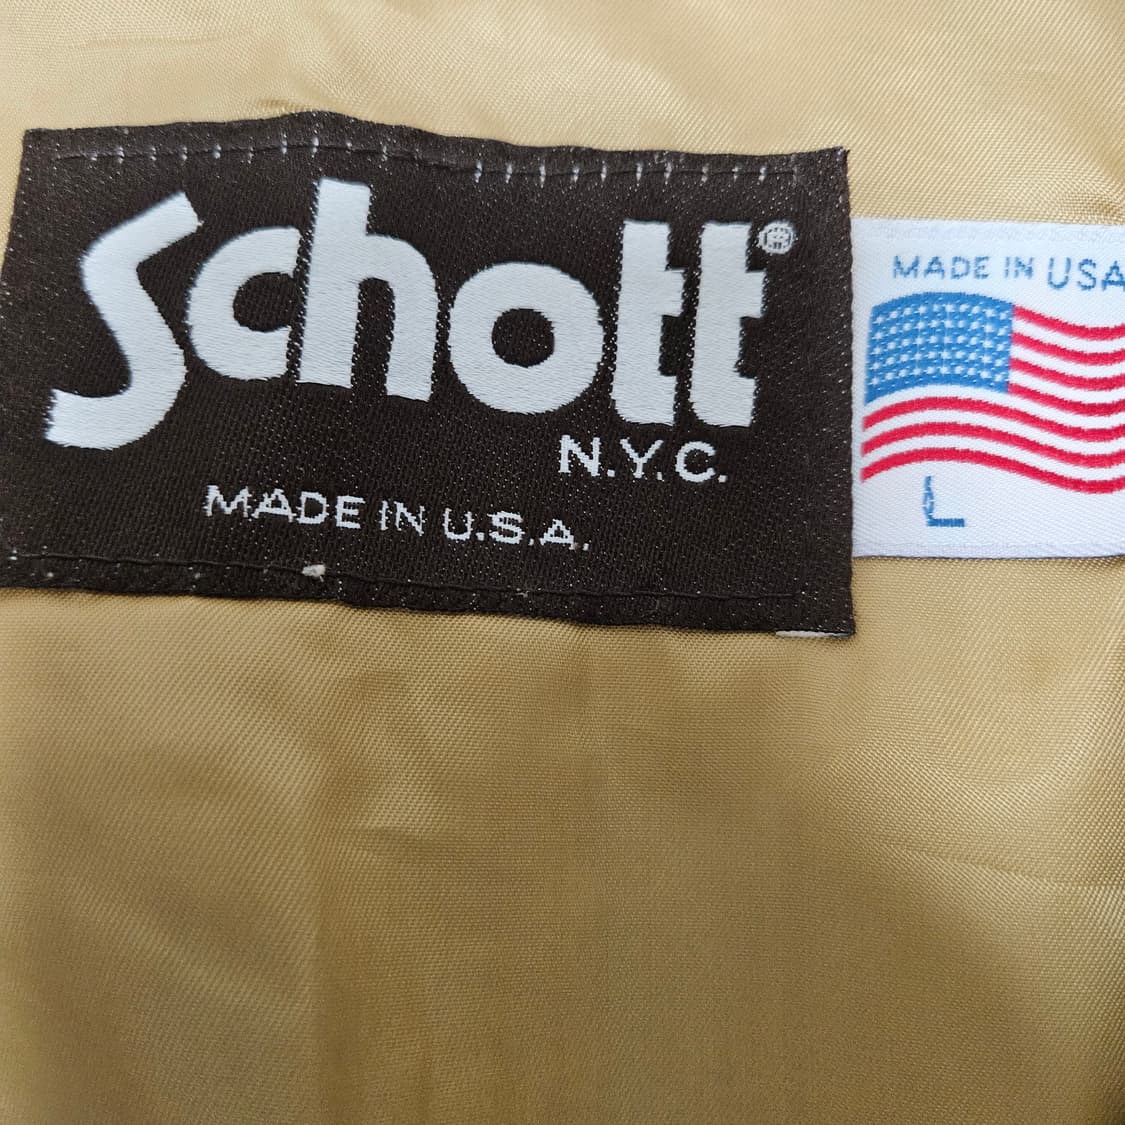 Schott®
N.Y.C.
MADE IN U.S.A.
MADE IN USA
L